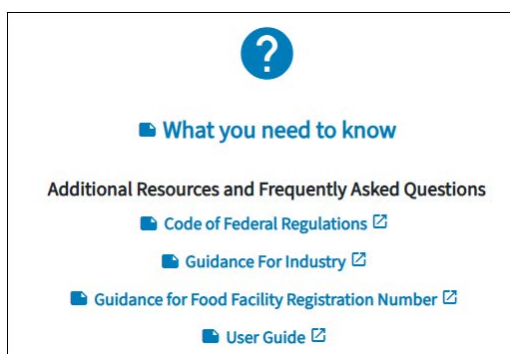 ?
What you need to know
Additional Resources and Frequently Asked Questions
Code of Federal Regulations
Guidance For Industry
Guidance for Food Facility Registration Number
User Guide